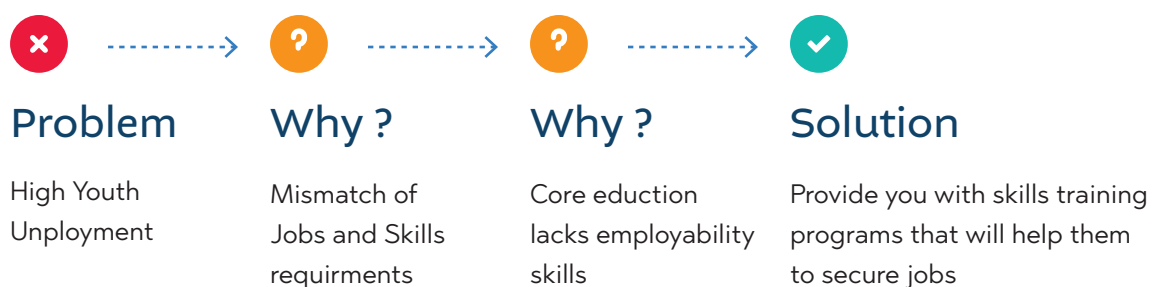 Problem
High Youth
Unployment
Why ?
Mismatch of
Jobs and Skills
requirments
Why ?
Core eduction
lacks employability
skills
Solution
Provide you with skills training
programs that will help them
to secure jobs